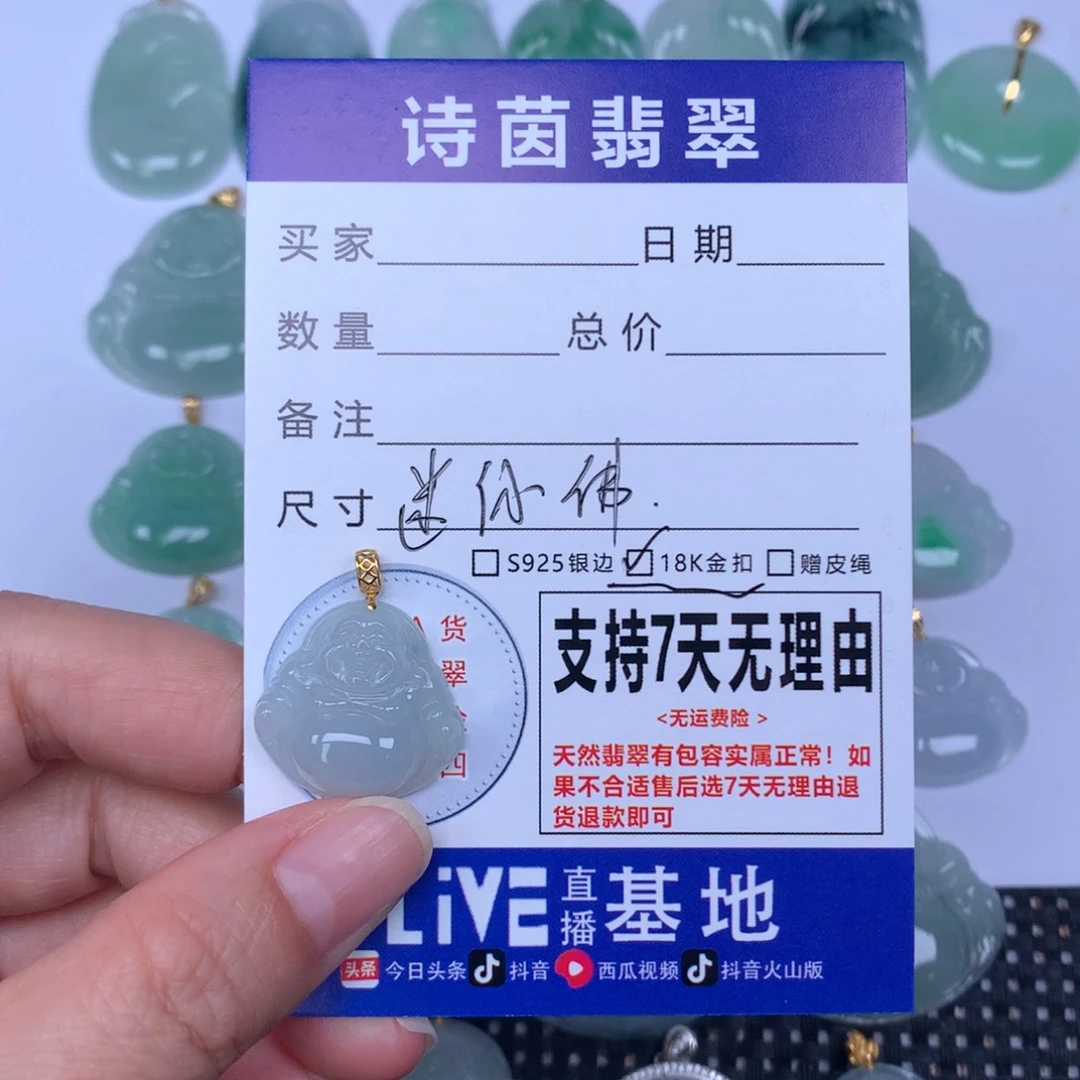 诗茵翡翠
买家 日期
数量 总价
备注
尺寸 迷你佛.
S925银边 18K金扣 赠皮绳
货
翠
四
支持7天无理由
<无运费险 >
天然翡翠有包容实属正常！如
果不合适售后选7天无理由退
货退款即可
LiVE 直播 基地
头条 今日头条 抖音 西瓜视频 抖音火山版